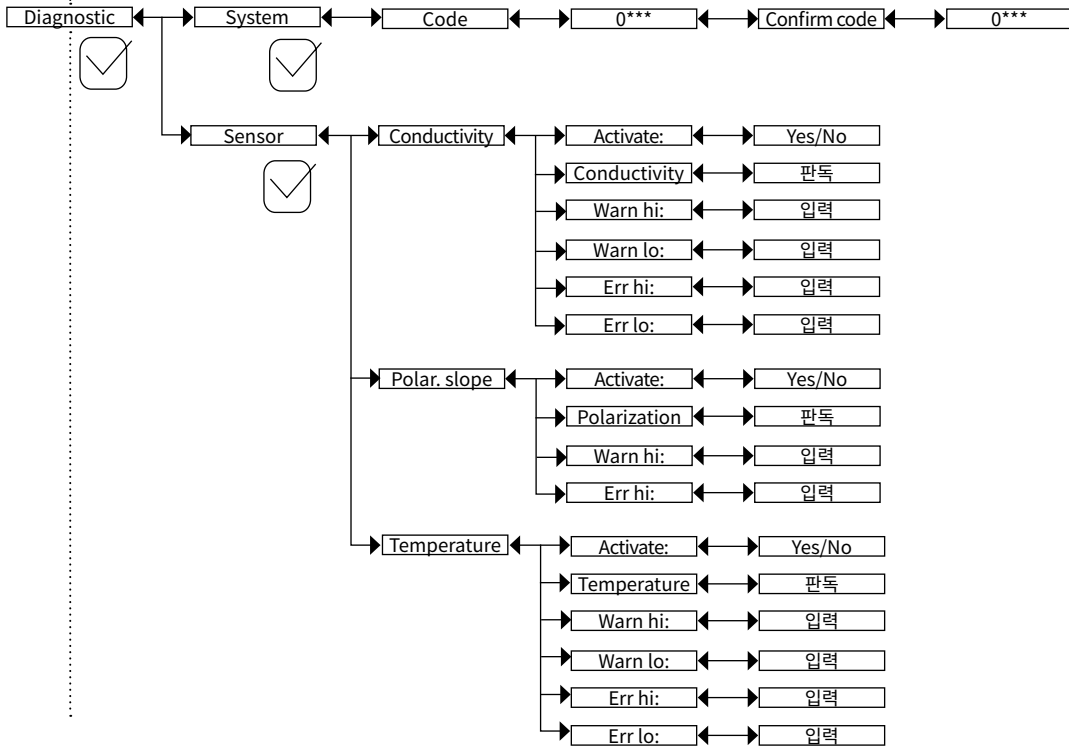 Diagnostic System Code 0*** Confirm code 0***
Sensor Conductivity Activate: Yes/No
Conductivity 판독
Warn hi: 입력
Warn lo: 입력
Err hi: 입력
Err lo: 입력
Polar. slope Activate: Yes/No
Polarization 판독
Warn hi: 입력
Err hi: 입력
Temperature Activate: Yes/No
Temperature 판독
Warn hi: 입력
Warn lo: 입력
Err hi: 입력
Err lo: 입력